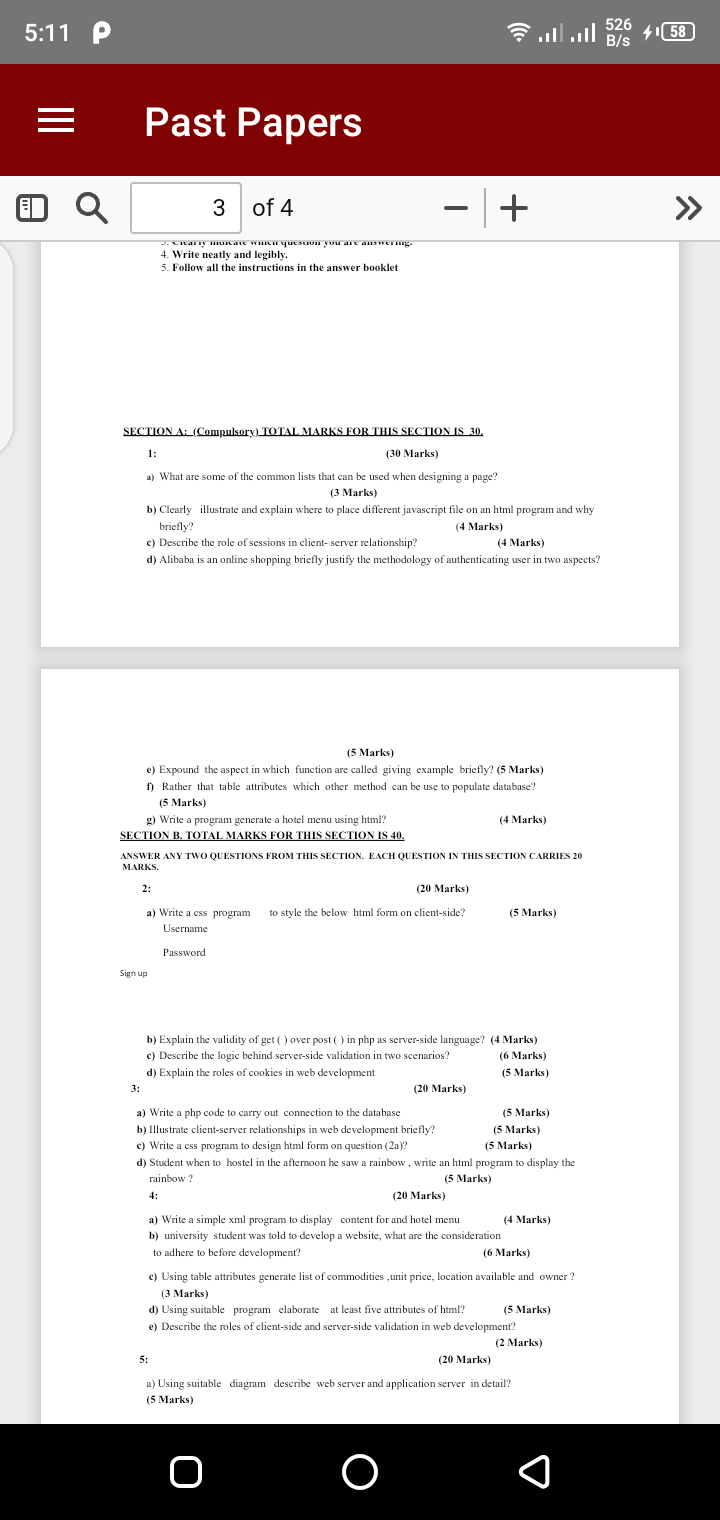 5:11
526 B/s
58
Past Papers
3 of 4
3. Clearly indicate which question you are answering.
4. Write neatly and legibly.
5. Follow all the instructions in the answer booklet
SECTION A: (Compulsory) TOTAL MARKS FOR THIS SECTION IS 30.
1: (30 Marks)
a) What are some of the common lists that can be used when designing a page?
(3 Marks)
b) Clearly illustrate and explain where to place different javascript file on an html program and why
briefly? (4 Marks)
c) Describe the role of sessions in client- server relationship? (4 Marks)
d) Alibaba is an online shopping briefly justify the methodology of authenticating user in two aspects?
(5 Marks)
e) Expound the aspect in which function are called giving example briefly? (5 Marks)
f) Rather that table attributes which other method can be use to populate database?
(5 Marks)
g) Write a program generate a hotel menu using html? (4 Marks)
SECTION B. TOTAL MARKS FOR THIS SECTION IS 40.
ANSWER ANY TWO QUESTIONS FROM THIS SECTION. EACH QUESTION IN THIS SECTION CARRIES 20
MARKS.
2: (20 Marks)
a) Write a css program to style the below html form on client-side? (5 Marks)
Username
Password
Sign up
b) Explain the validity of get ( ) over post ( ) in php as server-side language? (4 Marks)
c) Describe the logic behind server-side validation in two scenarios? (6 Marks)
d) Explain the roles of cookies in web development (5 Marks)
3: (20 Marks)
a) Write a php code to carry out connection to the database (5 Marks)
b) Illustrate client-server relationships in web development briefly? (5 Marks)
c) Write a css program to design html form on question (2a)? (5 Marks)
d) Student when to hostel in the afternoon he saw a rainbow , write an html program to display the
rainbow ? (5 Marks)
4: (20 Marks)
a) Write a simple xml program to display content for and hotel menu (4 Marks)
b) university student was told to develop a website, what are the consideration
to adhere to before development? (6 Marks)
c) Using table attributes generate list of commodities ,unit price, location available and owner ?
(3 Marks)
d) Using suitable program elaborate at least five attributes of html? (5 Marks)
e) Describe the roles of client-side and server-side validation in web development?
(2 Marks)
5: (20 Marks)
a) Using suitable diagram describe web server and application server in detail?
(5 Marks)